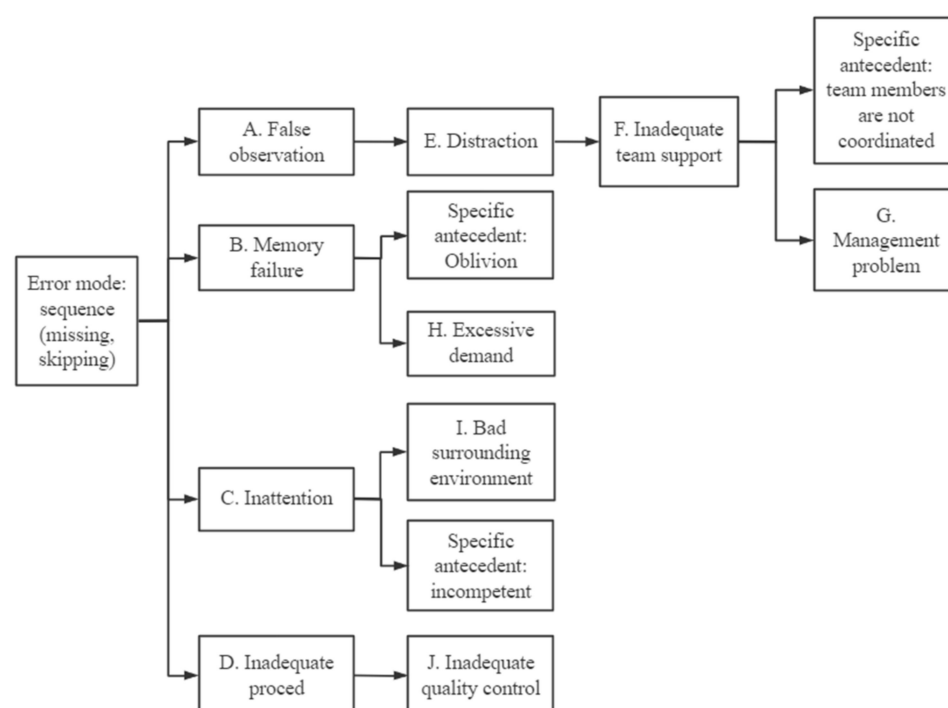 Error mode:
sequence
(missing,
skipping)
A. False
observation
B. Memory
failure
C. Inattention
D. Inadequate
proced
E. Distraction
Specific
antecedent:
Oblivion
H. Excessive
demand
I. Bad
surrounding
environment
Specific
antecedent:
incompetent
J. Inadequate
quality control
F. Inadequate
team support
Specific
antecedent:
team members
are not
coordinated
G.
Management
problem